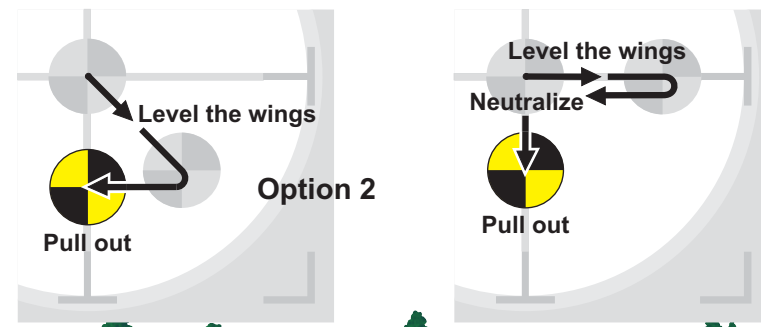 Level the wings
Option 2
Pull out
Level the wings
Neutralize
Pull out